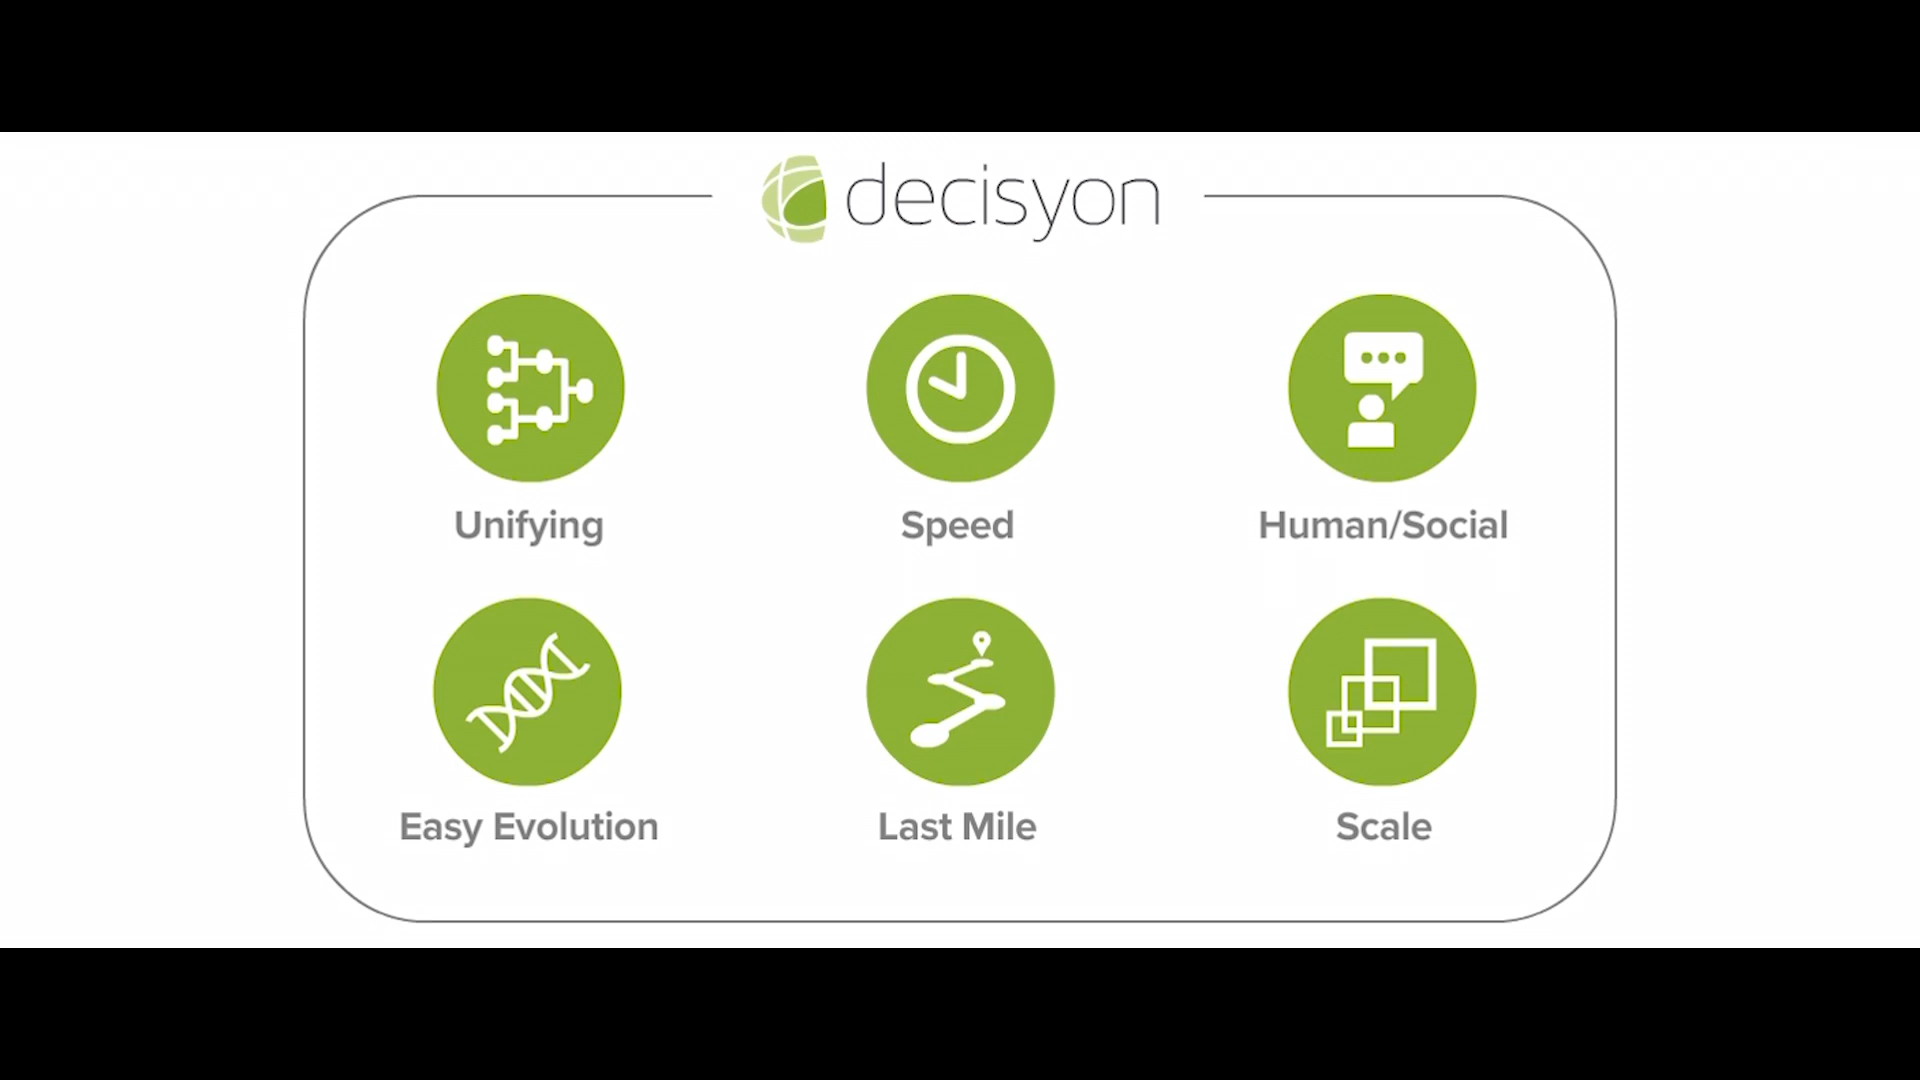 decisyon
Unifying
Speed
Human/Social
Easy Evolution
Last Mile
Scale